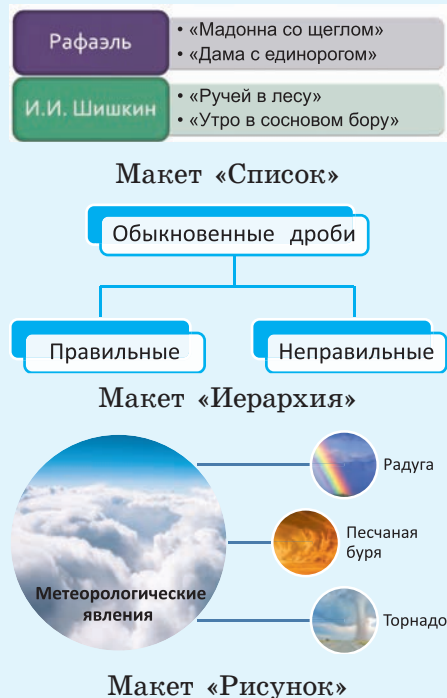 Рафаэль
• «Мадонна со щеглом»
• «Дама с единорогом»
И.И. Шишкин
• «Ручей в лесу»
• «Утро в сосновом бору»
Макет «Список»
Обыкновенные дроби
Правильные
Неправильные
Макет «Иерархия»
Радуга
Песчаная
буря
Метеорологические
явления
Торнадо
Макет «Рисунок»